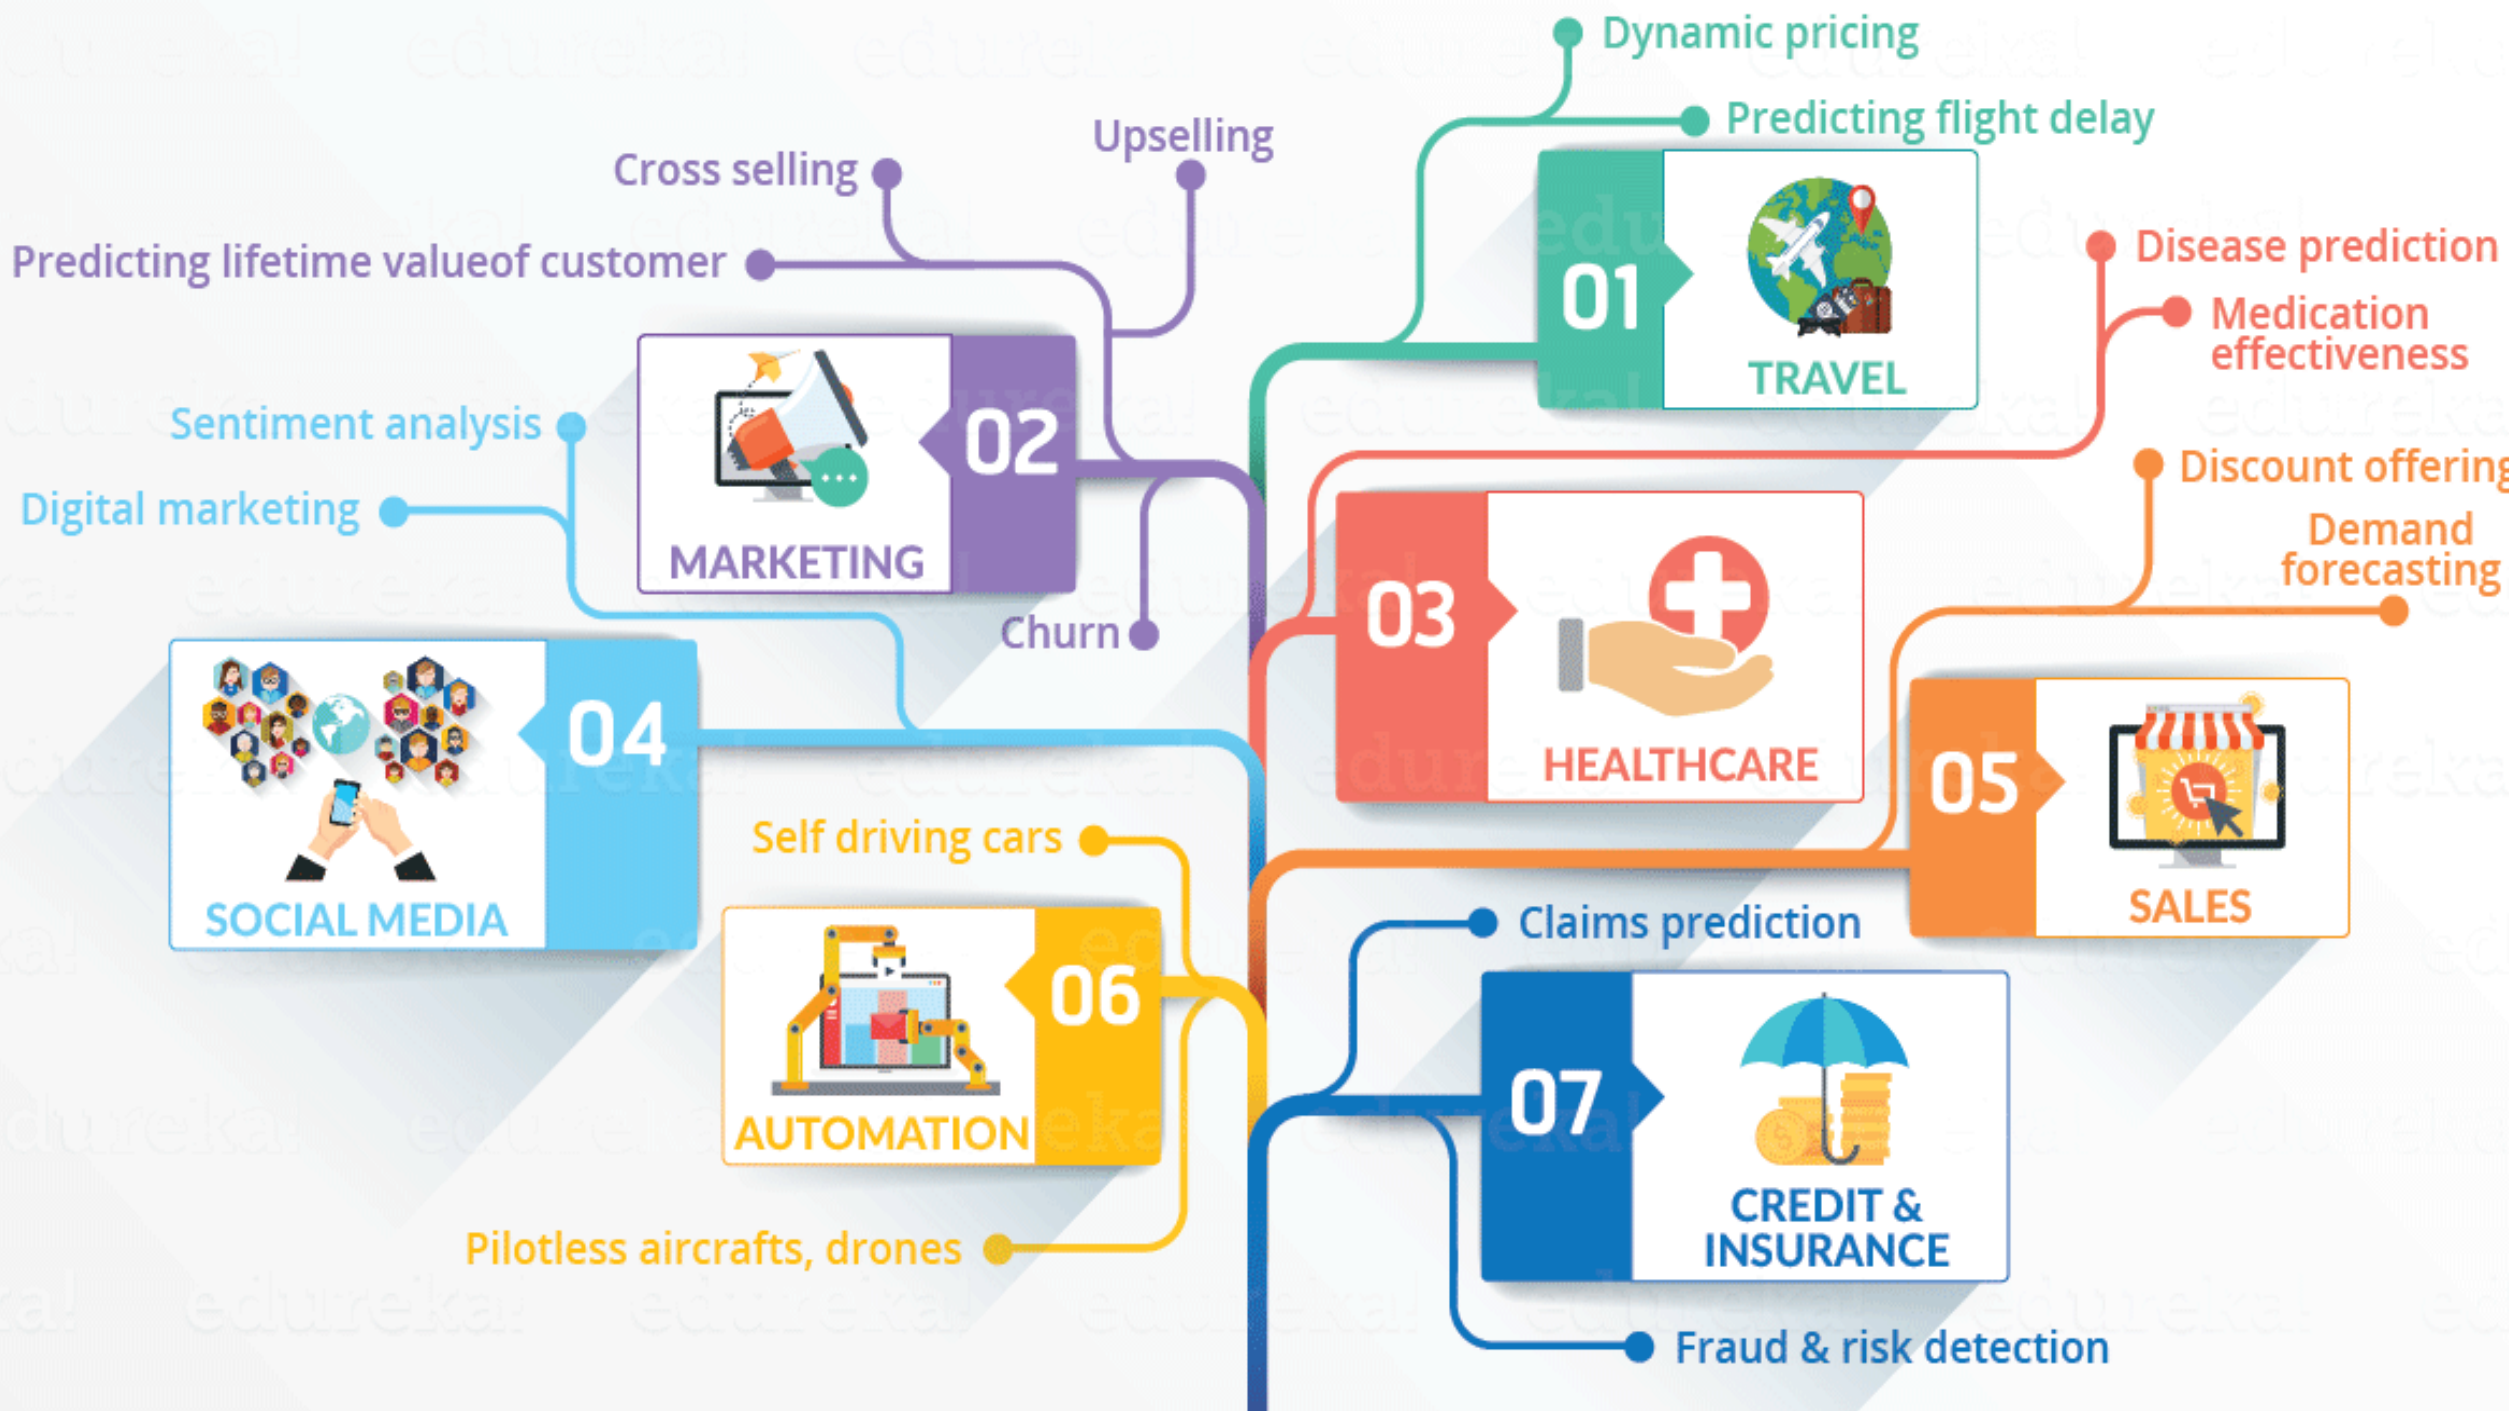 Dynamic pricing
Predicting flight delay
01
TRAVEL
Upselling
Cross selling
Predicting lifetime valueof customer
02
MARKETING
Churn
Disease prediction
Medication
effectiveness
03
HEALTHCARE
Sentiment analysis
Digital marketing
04
SOCIAL MEDIA
Discount offering
Demand
forecasting
05
SALES
Self driving cars
06
AUTOMATION
Pilotless aircrafts, drones
Claims prediction
07
CREDIT &
INSURANCE
Fraud & risk detection
edureka!